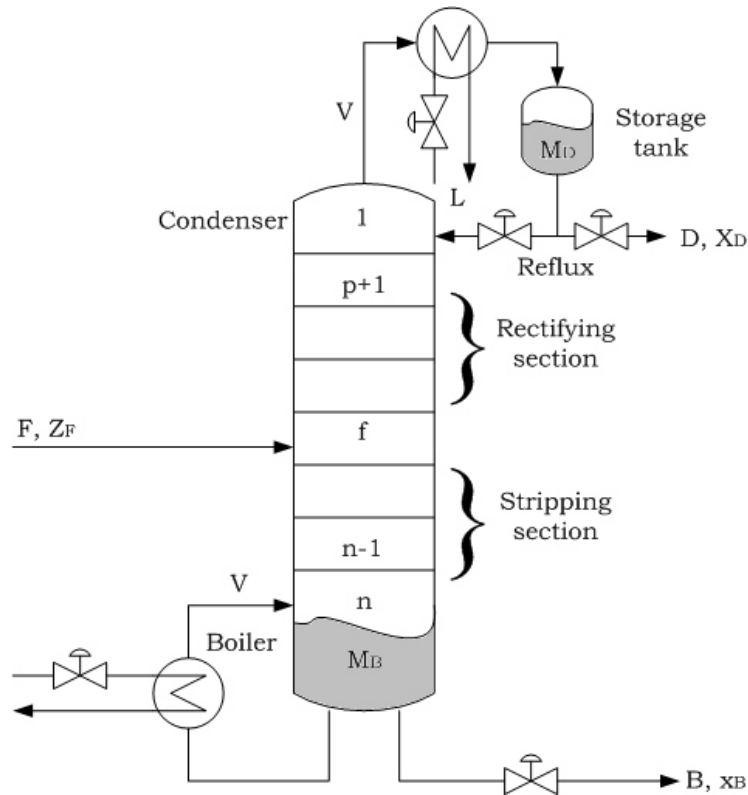 V
Storage
tank
MD
L
Condenser
1
D, XD
Reflux
p+1
Rectifying
section
F, ZF
f
Stripping
section
n-1
V
n
Boiler
MB
B, xB